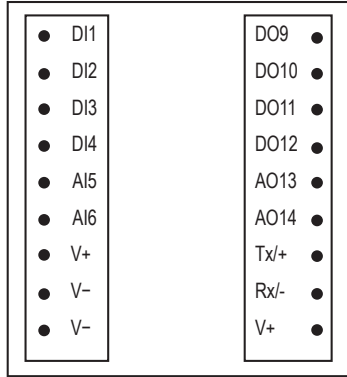 DI1
DI2
DI3
DI4
AI5
AI6
V+
V−
V−
DO9
DO10
DO11
DO12
AO13
AO14
Tx/+
Rx/-
V+